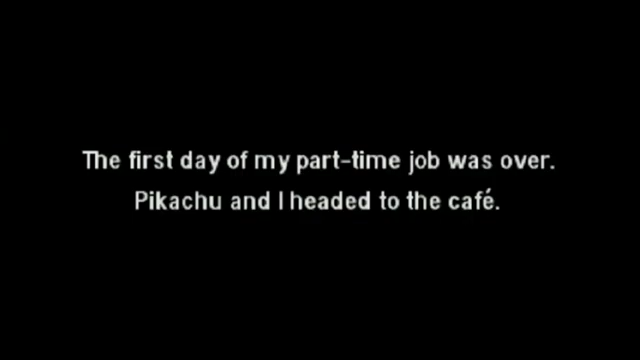 The first day of my part-time job was over.
Pikachu and I headed to the café.